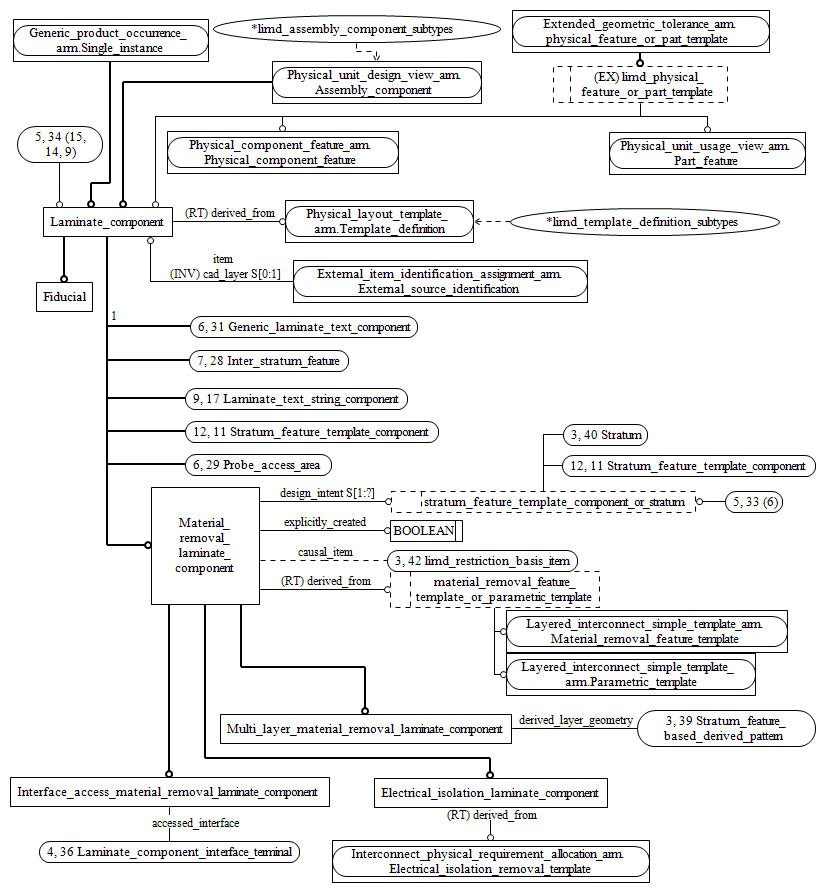 Generic_product_occurrence_
arm.Single_instance
*limd_assembly_component_subtypes
Extended_geometric_tolerance_arm.
physical_feature_or_part_template
Physical_unit_design_view_arm.
Assembly_component
(EX) limd_physical_
feature_or_part_template
5, 34 (15,
14, 9)
Physical_component_feature_arm.
Physical_component_feature
Physical_unit_usage_view_arm.
Part_feature
Laminate_component
(RT) derived_from
Physical_layout_template_
arm.Template_definition
*limd_template_definition_subtypes
item
(INV) cad_layer S[0:1]
External_item_identification_assignment_arm.
External_source_identification
Fiducial
1
6, 31 Generic_laminate_text_component
7, 28 Inter_stratum_feature
9, 17 Laminate_text_string_component
12, 11 Stratum_feature_template_component
6, 29 Probe_access_area
3, 40 Stratum
12, 11 Stratum_feature_template_component
Material_
removal_
laminate_
component
design_intent S[1:?]
stratum_feature_template_component_or_stratum
5, 33 (6)
explicitly_created
BOOLEAN
causal_item
3, 42 limd_restriction_basis_item
(RT) derived_from
material_removal_feature_
template_or_parametric_template
Layered_interconnect_simple_template_arm.
Material_removal_feature_template
Layered_interconnect_simple_template_
arm.Parametric_template
Multi_layer_material_removal_laminate_component
derived_layer_geometry
3, 39 Stratum_feature_
based_derived_pattern
Interface_access_material_removal_laminate_component
Electrical_isolation_laminate_component
accessed_interface
(RT) derived_from
4, 36 Laminate_component_interface_terminal
Interconnect_physical_requirement_allocation_arm.
Electrical_isolation_removal_template